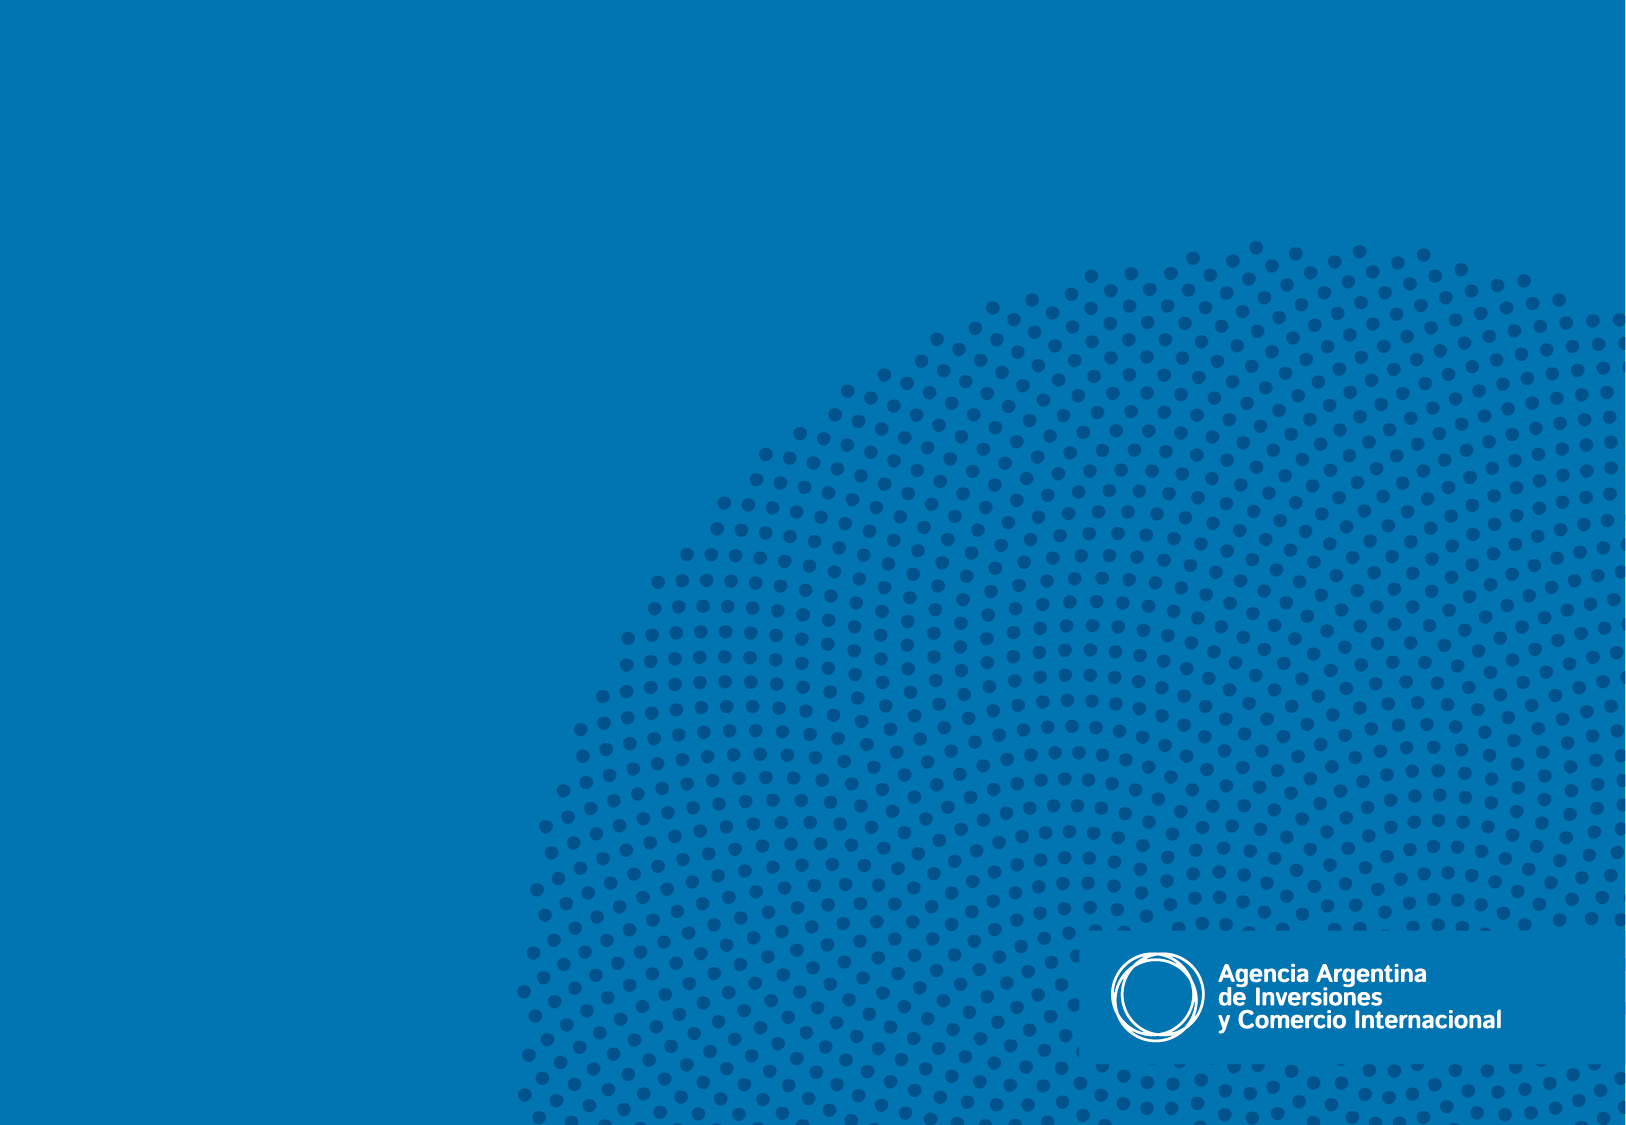 Agencia Argentina
de Inversiones
y Comercio Internacional